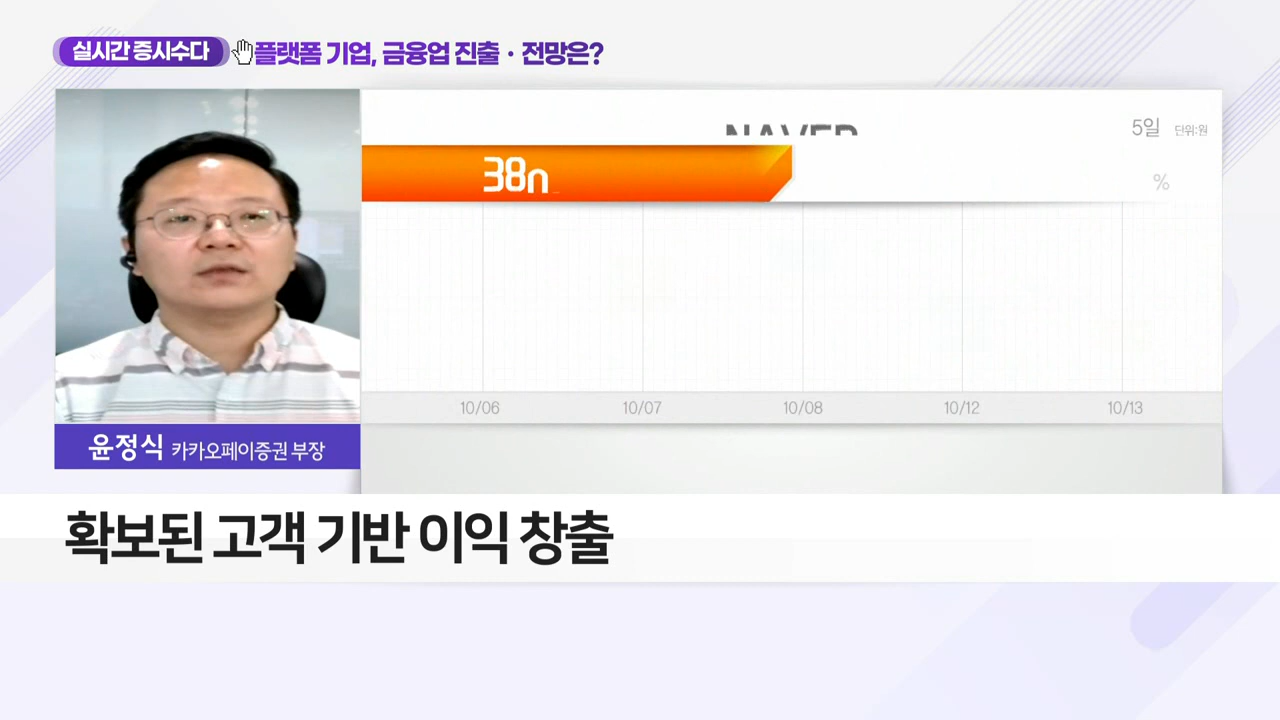 실시간 증시수다
플랫폼 기업, 금융업 진출 · 전망은?
5일 단위:원
%
10/06 10/07 10/08 10/12 10/13
윤정식 카카오페이증권 부장
확보된 고객 기반 이익 창출